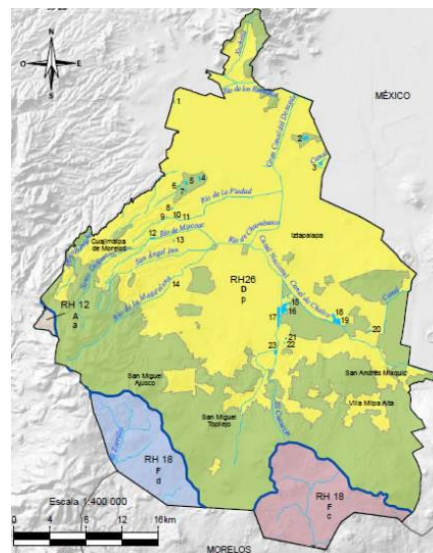 N
O
E
S
MÉXICO
Río de los Remedios
Gran Canal del Desagüe
1
2
3
4
5
6
7
8
9
10
11
Río de la Piedad
12
Río de Mixcoac
13
Cuajimalpa
de Morelos
Río de Churubusco
Iztapalapa
San Ángel Inn
Río de la Magdalena
14
RH26
D
p
Canal Nacional
Canal de Chalco
Canal
RH 12
A
a
15
16
17
18
19
20
21
22
23
San Miguel
Ajusco
San Andrés Mixquic
Villa Milpa Alta
San Miguel
Topilejo
RH 18
F
d
RH 18
F
c
Escala 1:400 000
0
4
8
12
16km
MORELOS